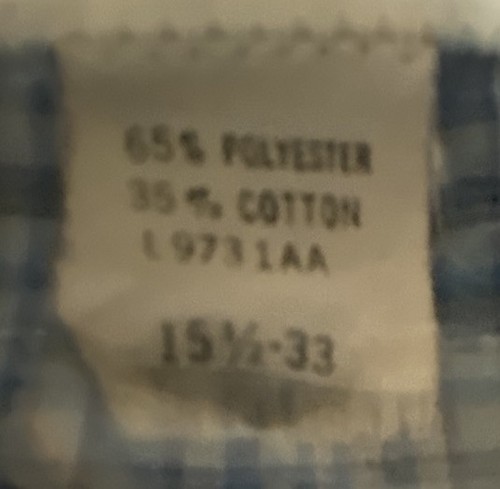 65% POLYESTER
35% COTTON
L9731AA
15½-33